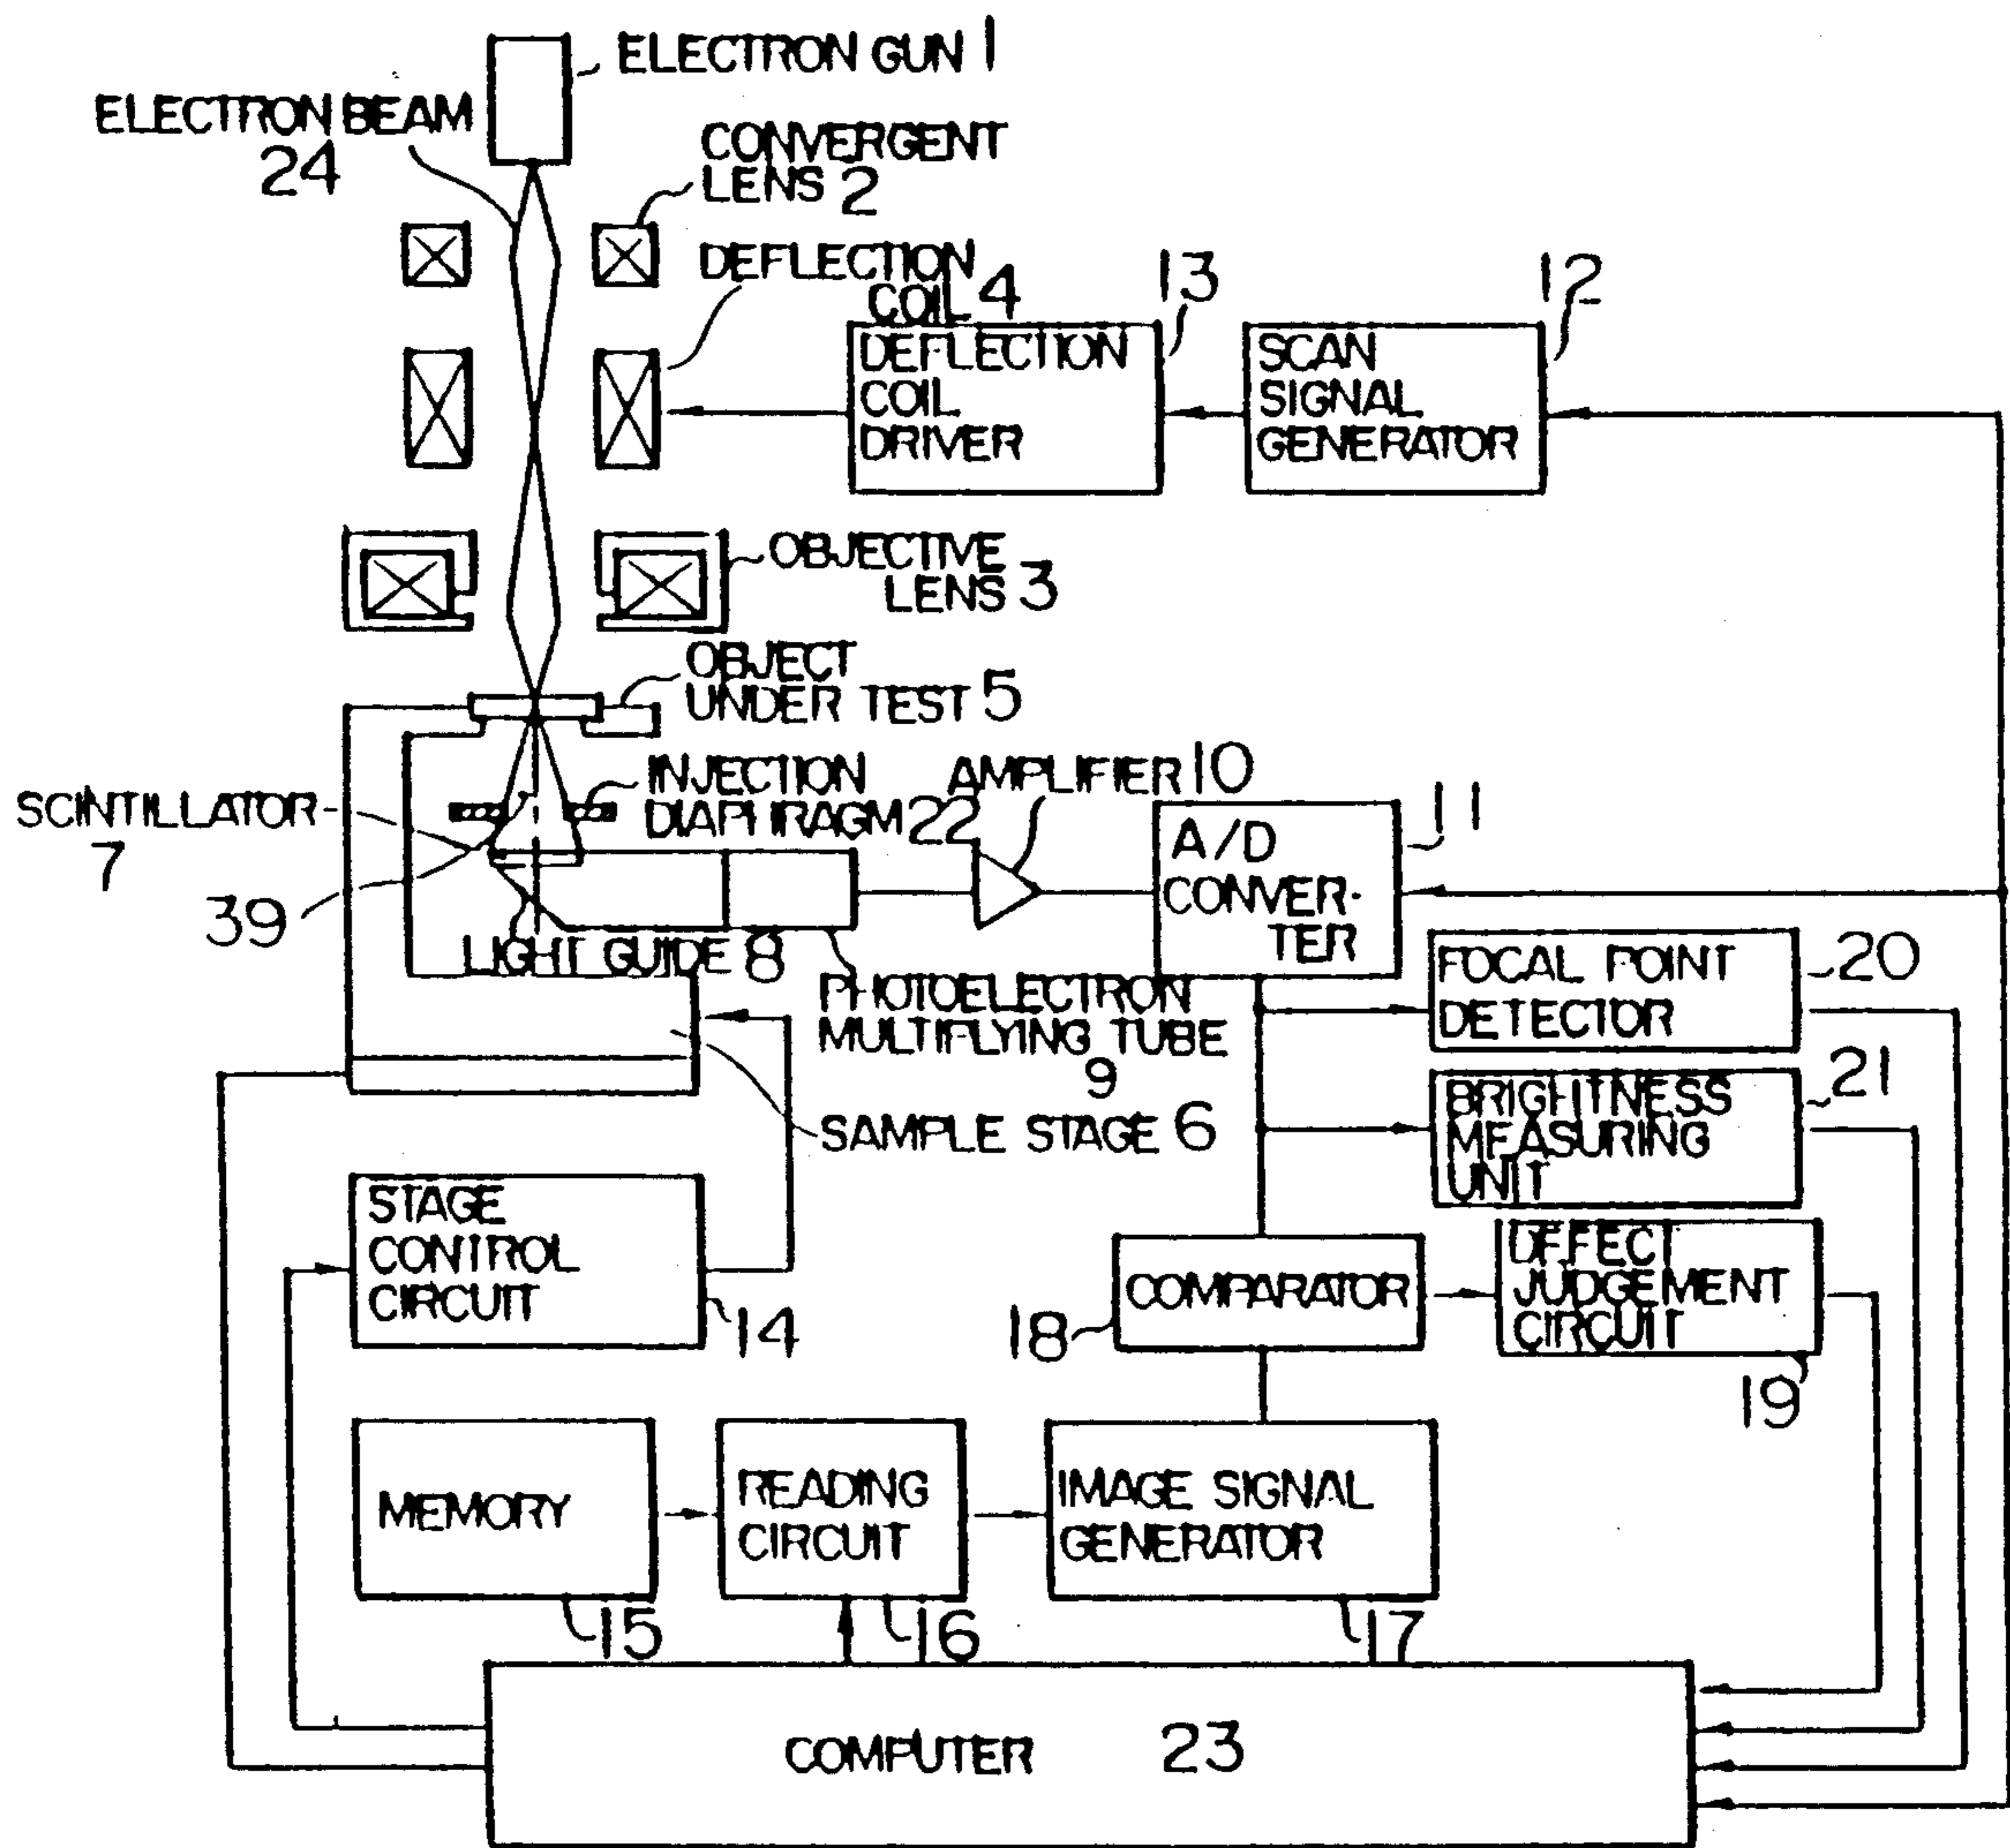 ELECTRON GUN 1
ELECTRON BEAM
24
CONVERGENT
LENS 2
DEFLECTION
COIL 4
13
12
DEFLECTION
COIL
DRIVER
SCAN
SIGNAL
GENERATOR
OBJECTIVE
LENS 3
OBJECT
UNDER TEST 5
INJECTION
DIAPHRAGM 22
AMPLIFIER 10
11
SCINTILLATOR
7
39
A/D
CONVER-
TER
LIGHT GUIDE 8
PHOTOELECTRON
MULTIFLYING TUBE
9
FOCAL POINT
DETECTOR
20
BRIGHTNESS
MEASURING
UNIT
21
SAMPLE STAGE 6
STAGE
CONTROL
CIRCUIT
14
COMPARATOR
18
DEFECT
JUDGEMENT
CIRCUIT
19
MEMORY
15
READING
CIRCUIT
16
IMAGE SIGNAL
GENERATOR
17
COMPUTER 23